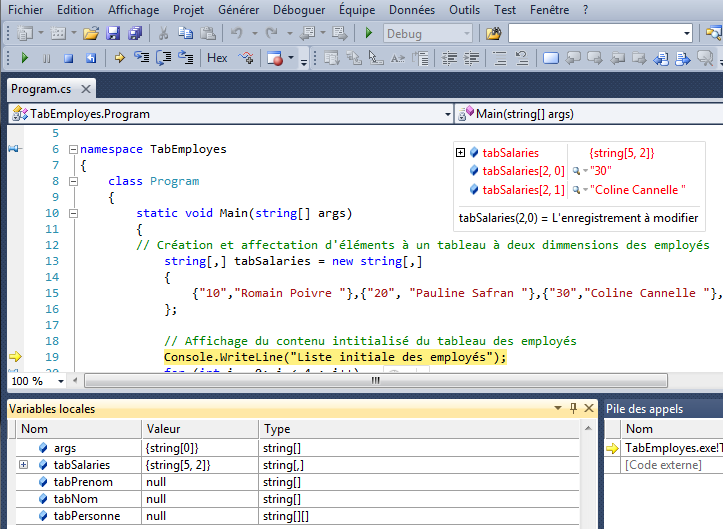 Fichier Edition Affichage Projet Générer Déboguer Équipe Données Outils Test Fenêtre ?
Debug
Hex
Program.cs
TabEmployes.Program
Main(string[] args)
5
6 namespace TabEmployes
7 {
8 class Program
9 {
10 static void Main(string[] args)
11 {
12 // Création et affectation d'éléments à un tableau à deux dimmensions des employés
13 string[,] tabSalaries = new string[,]
14 {
15 {"10","Romain Poivre "},{"20", "Pauline Safran "},{"30","Coline Cannelle "},
16 };
17
18 // Affichage du contenu intitialisé du tableau des employés
19 Console.WriteLine("Liste initiale des employés");
tabSalaries {string[5, 2]}
tabSalaries[2, 0] "30"
tabSalaries[2, 1] "Coline Cannelle "
tabSalaries(2,0) = L'enregistrement à modifier
100 %
Variables locales
Nom Valeur Type
args {string[0]} string[]
tabSalaries {string[5, 2]} string[,]
tabPrenom null string[]
tabNom null string[]
tabPersonne null string[][]
Pile des appels
Nom
TabEmployes.exe!T
[Code externe]